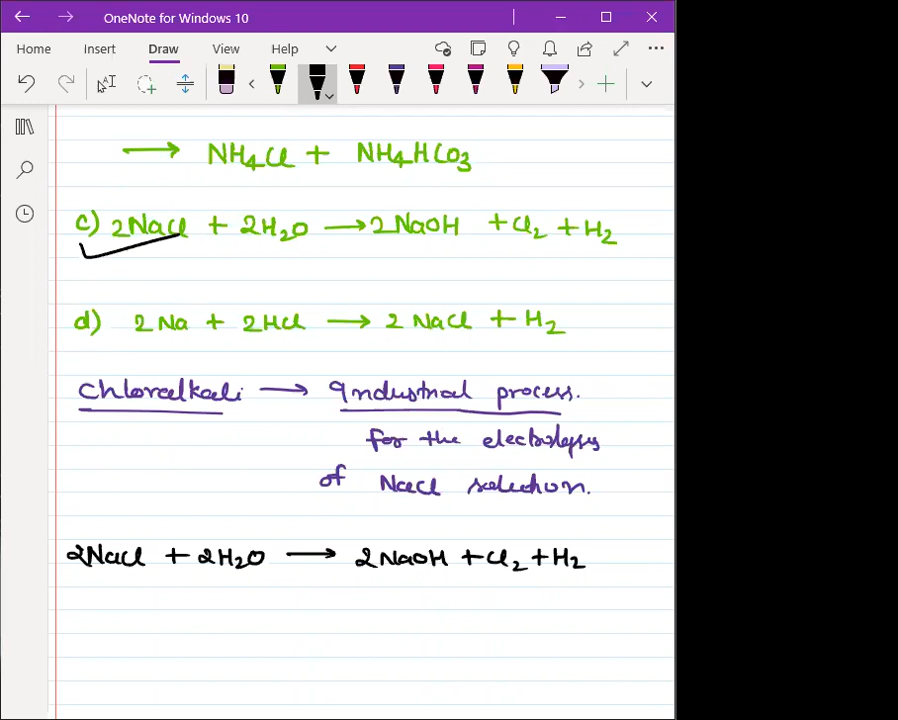 OneNote for Windows 10
Home Insert Draw View Help
⟶ NH₄Cl + NH₄HCO₃
c) 2NaCl + 2H₂O ⟶ 2NaOH + Cl₂ + H₂
d) 2Na + 2HCl ⟶ 2NaCl + H₂
Chloralkali ⟶ Industrial process.
for the electrolysis
of NaCl solution.
2NaCl + 2H₂O ⟶ 2NaOH + Cl₂ + H₂